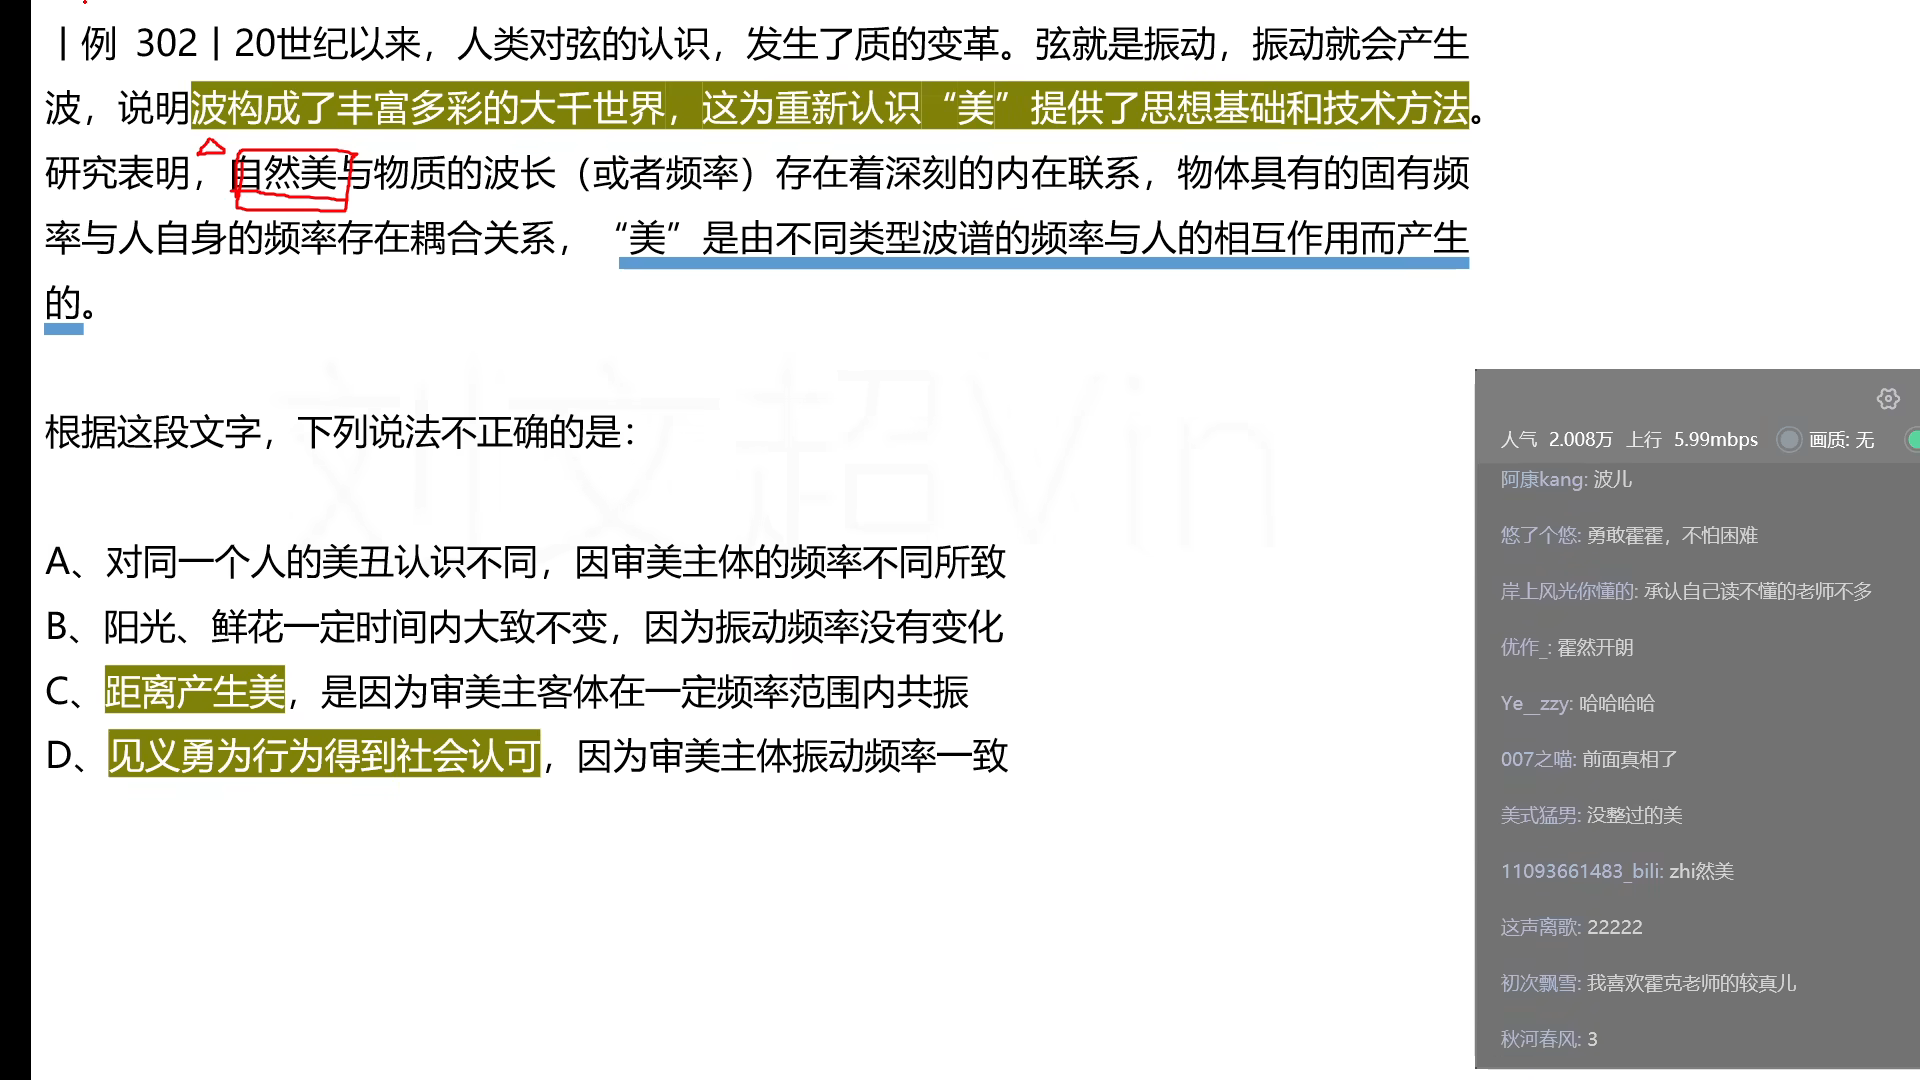 丨例 302丨20世纪以来，人类对弦的认识，发生了质的变革。弦就是振动，振动就会产生
波，说明波构成了丰富多彩的大千世界，这为重新认识“美”提供了思想基础和技术方法。
研究表明，自然美与物质的波长（或者频率）存在着深刻的内在联系，物体具有的固有频
率与人自身的频率存在耦合关系，“美”是由不同类型波谱的频率与人的相互作用而产生
的。
根据这段文字，下列说法不正确的是：
A、对同一个人的美丑认识不同，因审美主体的频率不同所致
B、阳光、鲜花一定时间内大致不变，因为振动频率没有变化
C、距离产生美，是因为审美主客体在一定频率范围内共振
D、见义勇为行为得到社会认可，因为审美主体振动频率一致
刘文超Vin
人气 2.008万 上行 5.99mbps 画质: 无
阿康kang: 波儿
悠了个悠: 勇敢霍霍，不怕困难
岸上风光你懂的: 承认自己读不懂的老师不多
优作_: 霍然开朗
Ye__zzy: 哈哈哈哈
007之喵: 前面真相了
美式猛男: 没整过的美
11093661483_bili: zhi然美
这声离歌: 22222
初次飘雪: 我喜欢霍克老师的较真儿
秋河春风: 3